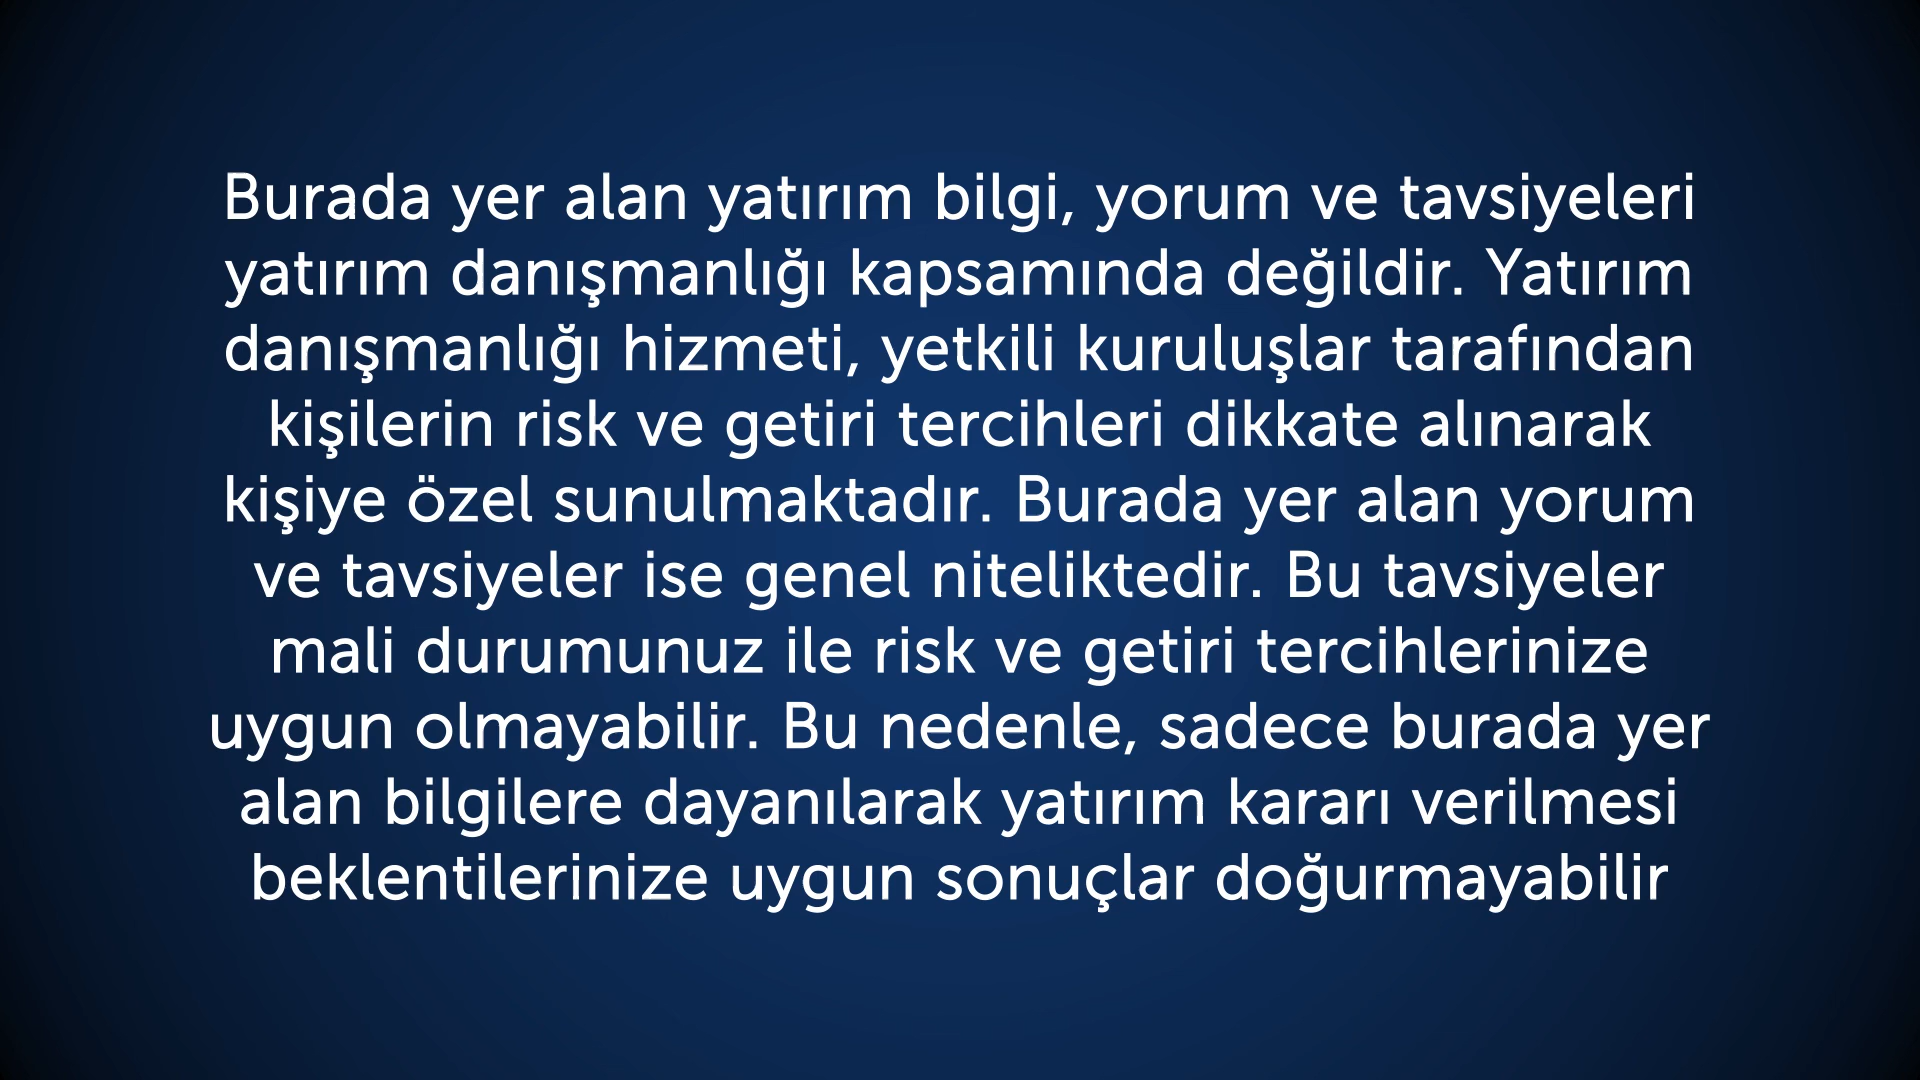 Burada yer alan yatırım bilgi, yorum ve tavsiyeleri
yatırım danışmanlığı kapsamında değildir. Yatırım
danışmanlığı hizmeti, yetkili kuruluşlar tarafından
kişilerin risk ve getiri tercihleri dikkate alınarak
kişiye özel sunulmaktadır. Burada yer alan yorum
ve tavsiyeler ise genel niteliktedir. Bu tavsiyeler
mali durumunuz ile risk ve getiri tercihlerinize
uygun olmayabilir. Bu nedenle, sadece burada yer
alan bilgilere dayanılarak yatırım kararı verilmesi
beklentilerinize uygun sonuçlar doğurmayabilir